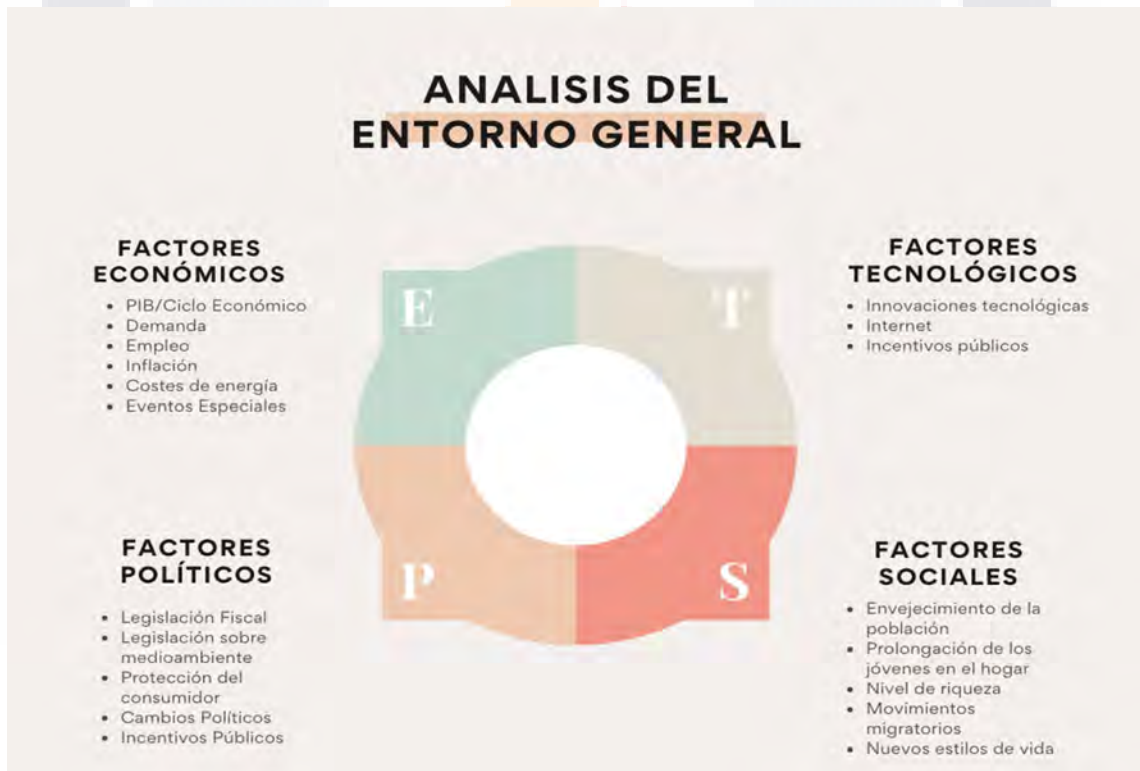 ANALISIS DEL
ENTORNO GENERAL
FACTORES
ECONÓMICOS
• PIB/Ciclo Económico
• Demanda
• Empleo
• Inflación
• Costes de energía
• Eventos Especiales
FACTORES
TECNOLÓGICOS
• Innovaciones tecnológicas
• Internet
• Incentivos públicos
E
T
P
S
FACTORES
POLÍTICOS
• Legislación Fiscal
• Legislación sobre
medioambiente
• Protección del
consumidor
• Cambios Políticos
• Incentivos Públicos
FACTORES
SOCIALES
• Envejecimiento de la
población
• Prolongación de los
jóvenes en el hogar
• Nivel de riqueza
• Movimientos
migratorios
• Nuevos estilos de vida